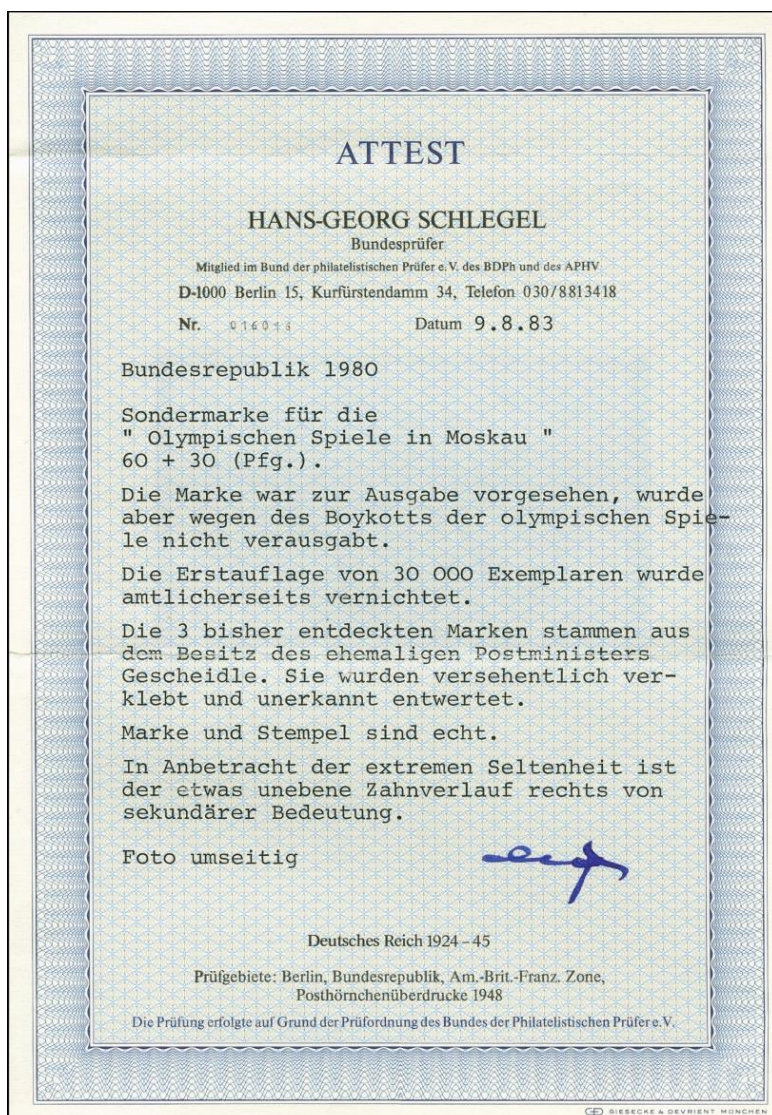 ATTEST
HANS-GEORG SCHLEGEL
Bundesprüfer
Mitglied im Bund der philatelistischen Prüfer e.V. des BDPh und des APHV
D-1000 Berlin 15, Kurfürstendamm 34, Telefon 030/8813418
Nr. 016016 Datum 9.8.83
Bundesrepublik 1980
Sondermarke für die
" Olympischen Spiele in Moskau "
60 + 30 (Pfg.).
Die Marke war zur Ausgabe vorgesehen, wurde
aber wegen des Boykotts der olympischen Spie-
le nicht verausgabt.
Die Erstauflage von 30 000 Exemplaren wurde
amtlicherseits vernichtet.
Die 3 bisher entdeckten Marken stammen aus
dem Besitz des ehemaligen Postministers
Gescheidle. Sie wurden versehentlich ver-
klebt und unerkannt entwertet.
Marke und Stempel sind echt.
In Anbetracht der extremen Seltenheit ist
der etwas unebene Zahnverlauf rechts von
sekundärer Bedeutung.
Foto umseitig
Deutsches Reich 1924 – 45
Prüfgebiete: Berlin, Bundesrepublik, Am.-Brit.-Franz. Zone,
Posthörnchenüberdrucke 1948
Die Prüfung erfolgte auf Grund der Prüfordnung des Bundes der Philatelistischen Prüfer e.V.
GIESECKE & DEVRIENT MÜNCHEN